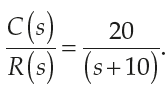 C(s)/R(s) = 20/(s+10).